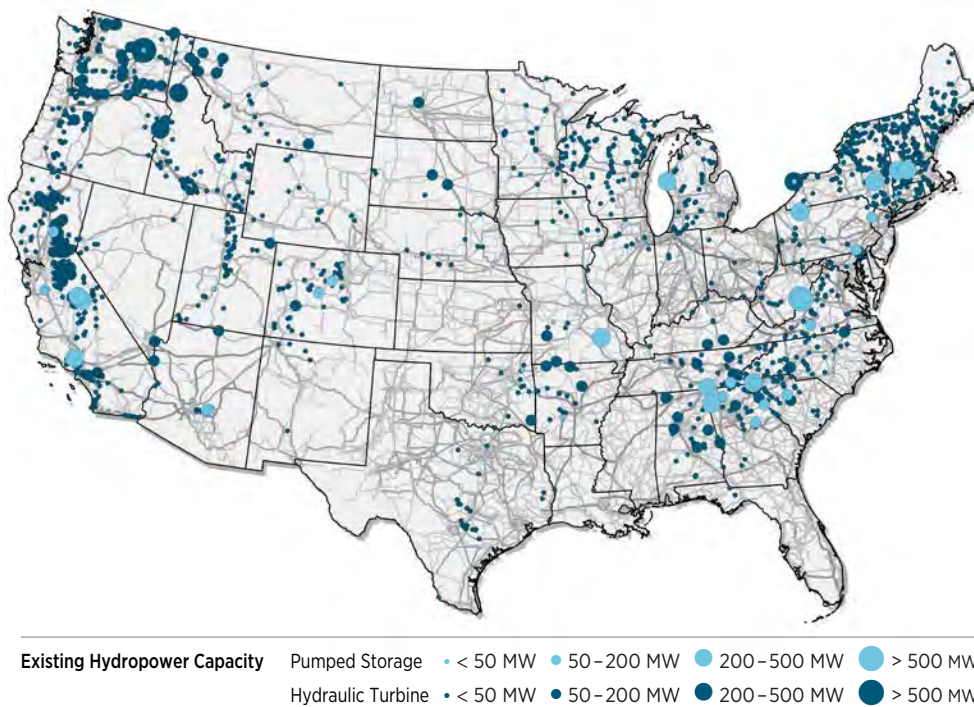 Existing Hydropower Capacity Pumped Storage < 50 MW 50–200 MW 200–500 MW > 500 MW
Hydraulic Turbine < 50 MW 50–200 MW 200–500 MW > 500 MW